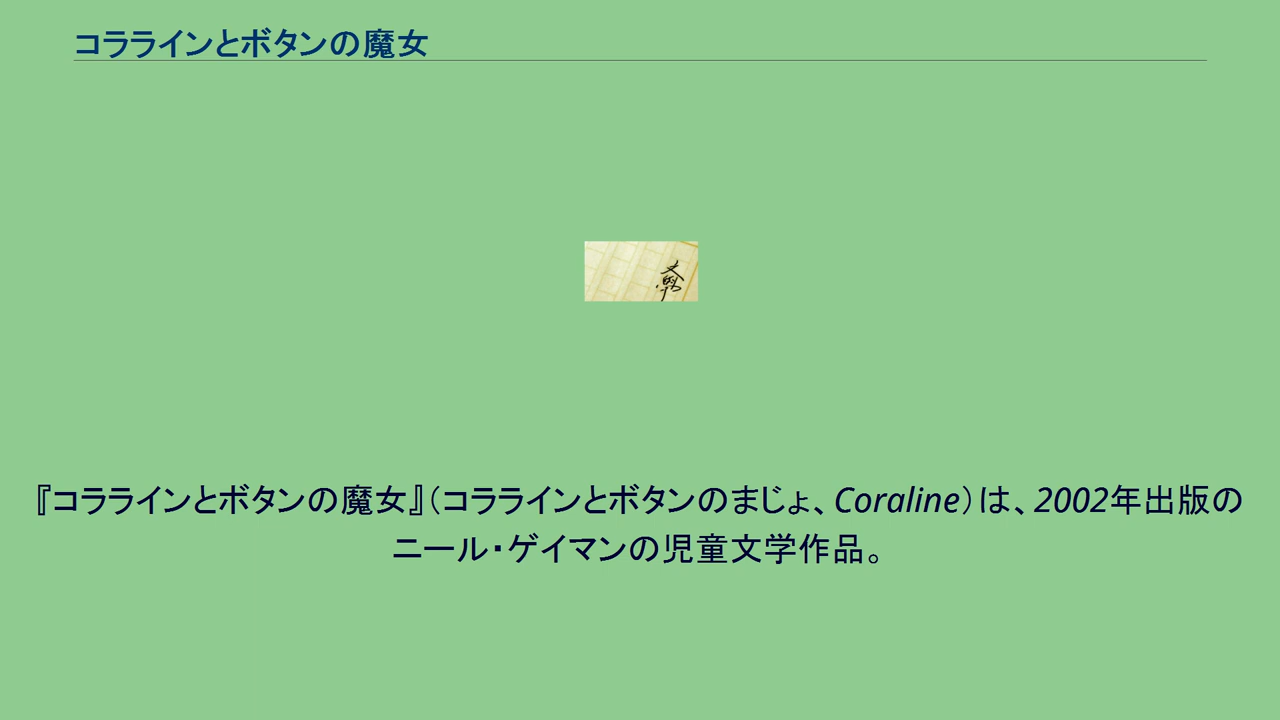 コララインとボタンの魔女
『コララインとボタンの魔女』（コララインとボタンのまじょ、Coraline）は、2002年出版の
ニール・ゲイマンの児童文学作品。